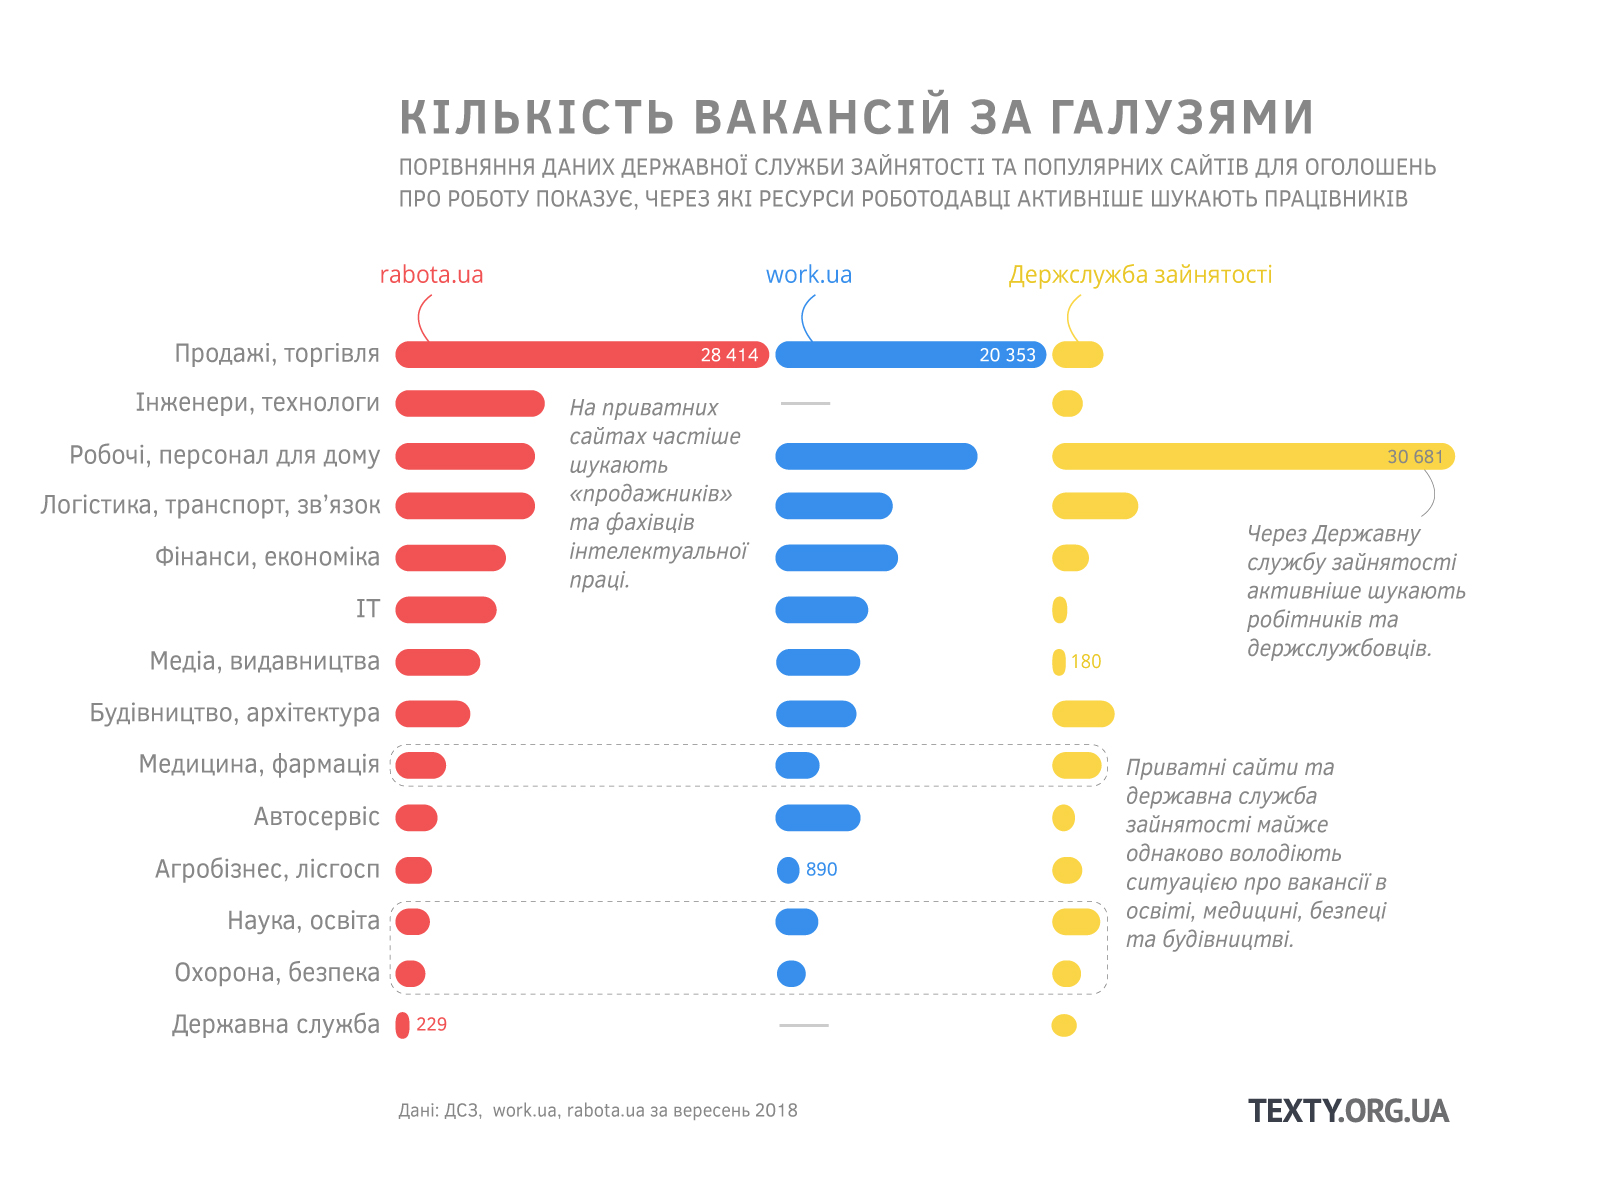 КІЛЬКІСТЬ ВАКАНСІЙ ЗА ГАЛУЗЯМИ
ПОРІВНЯННЯ ДАНИХ ДЕРЖАВНОЇ СЛУЖБИ ЗАЙНЯТОСТІ ТА ПОПУЛЯРНИХ САЙТІВ ДЛЯ ОГОЛОШЕНЬ
ПРО РОБОТУ ПОКАЗУЄ, ЧЕРЕЗ ЯКІ РЕСУРСИ РОБОТОДАВЦІ АКТИВНІШЕ ШУКАЮТЬ ПРАЦІВНИКІВ
rabota.ua
work.ua
Держслужба зайнятості
Продажі, торгівля
28 414
20 353
Інженери, технологи
Робочі, персонал для дому
30 681
Логістика, транспорт, зв’язок
Фінанси, економіка
ІТ
Медіа, видавництва
180
Будівництво, архітектура
Медицина, фармація
Автосервіс
Агробізнес, лісгосп
890
Наука, освіта
Охорона, безпека
Державна служба
229
На приватних
сайтах частіше
шукають
«продажників»
та фахівців
інтелектуальної
праці.
Через Державну
службу зайнятості
активніше шукають
робітників та
держслужбовців.
Приватні сайти та
державна служба
зайнятості майже
однаково володіють
ситуацією про вакансії в
освіті, медицині, безпеці
та будівництві.
Дані: ДСЗ, work.ua, rabota.ua за вересень 2018
TEXTY.ORG.UA